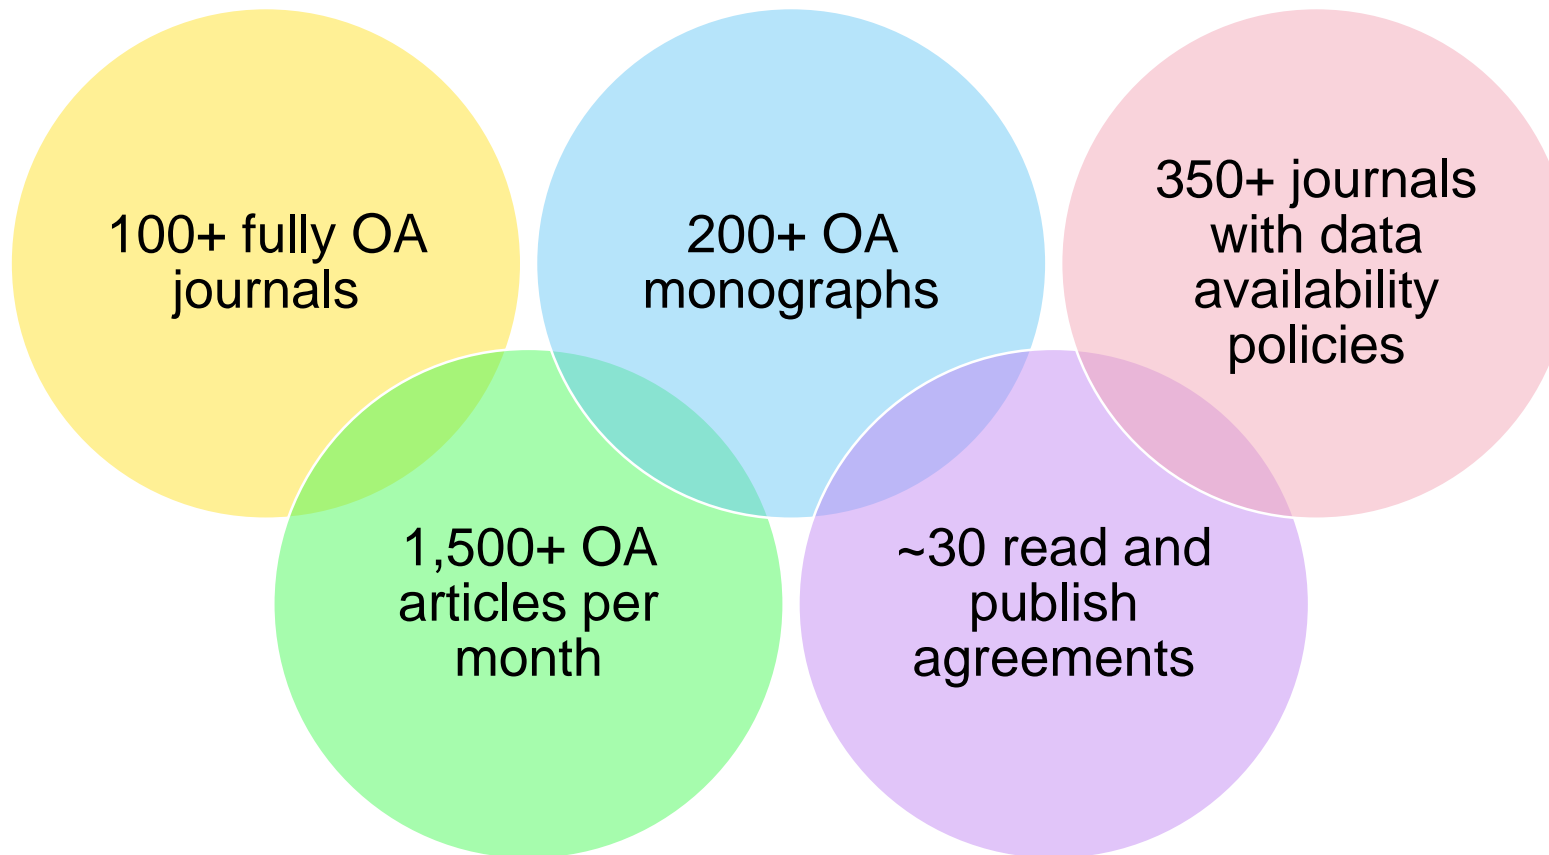 100+ fully OA
journals
200+ OA
monographs
350+ journals
with data
availability
policies
1,500+ OA
articles per
month
~30 read and
publish
agreements